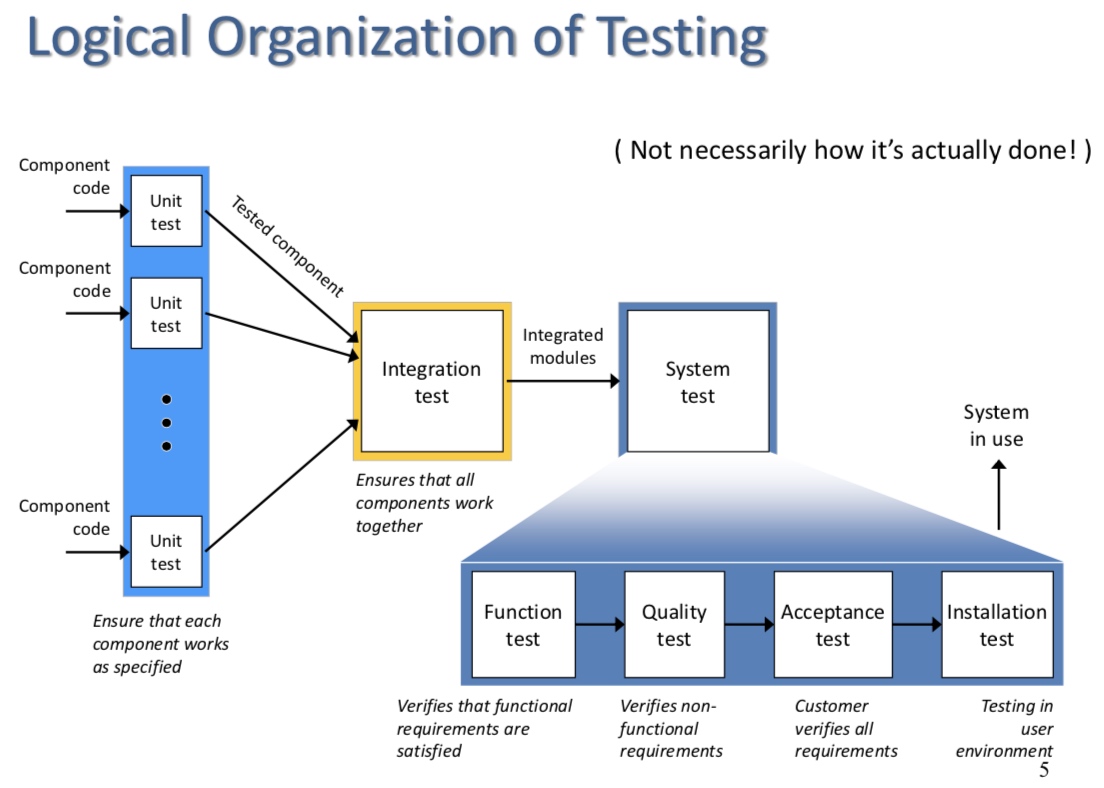 Logical Organization of Testing
( Not necessarily how it's actually done! )
Component
code
Unit
test
Tested component
Component
code
Unit
test
Integration
test
Integrated
modules
System
test
System
in use
Ensures that all
components work
together
Component
code
Unit
test
Ensure that each
component works
as specified
Function
test
Quality
test
Acceptance
test
Installation
test
Verifies that functional
requirements are
satisfied
Verifies non-
functional
requirements
Customer
verifies all
requirements
Testing in
user
environment
5